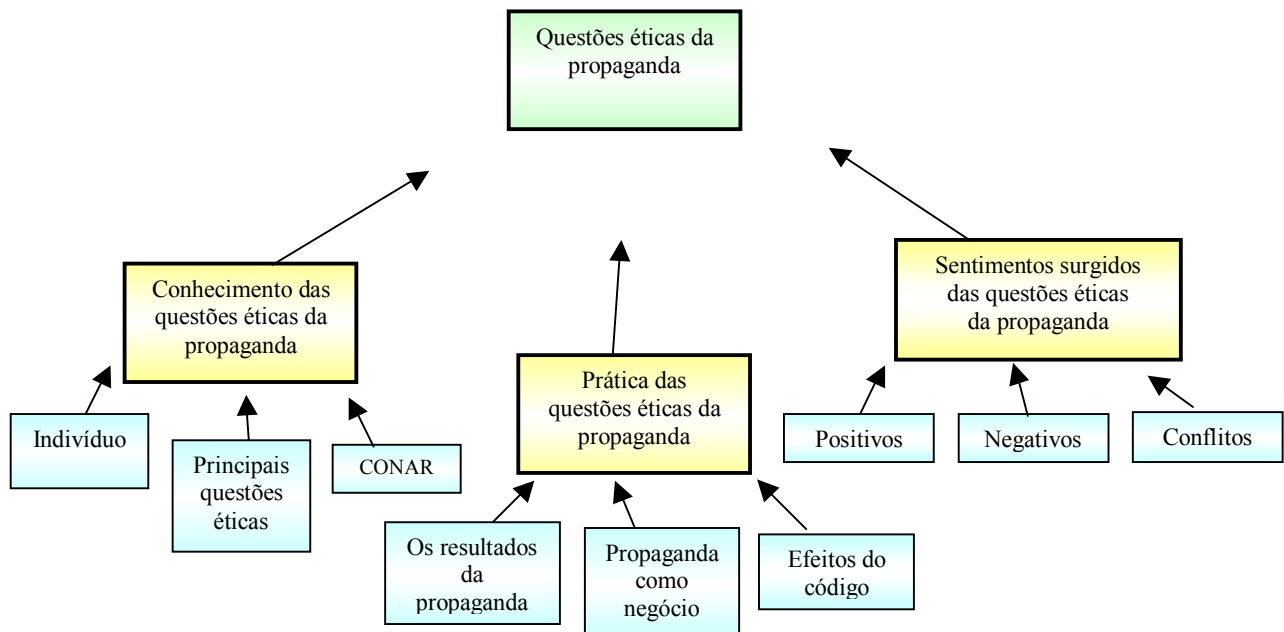 Questões éticas da
propaganda
Conhecimento das
questões éticas da
propaganda
Prática das
questões éticas da
propaganda
Sentimentos surgidos
das questões éticas
da propaganda
Indivíduo
Principais
questões
éticas
CONAR
Os resultados
da
propaganda
Propaganda
como
negócio
Efeitos do
código
Positivos
Negativos
Conflitos